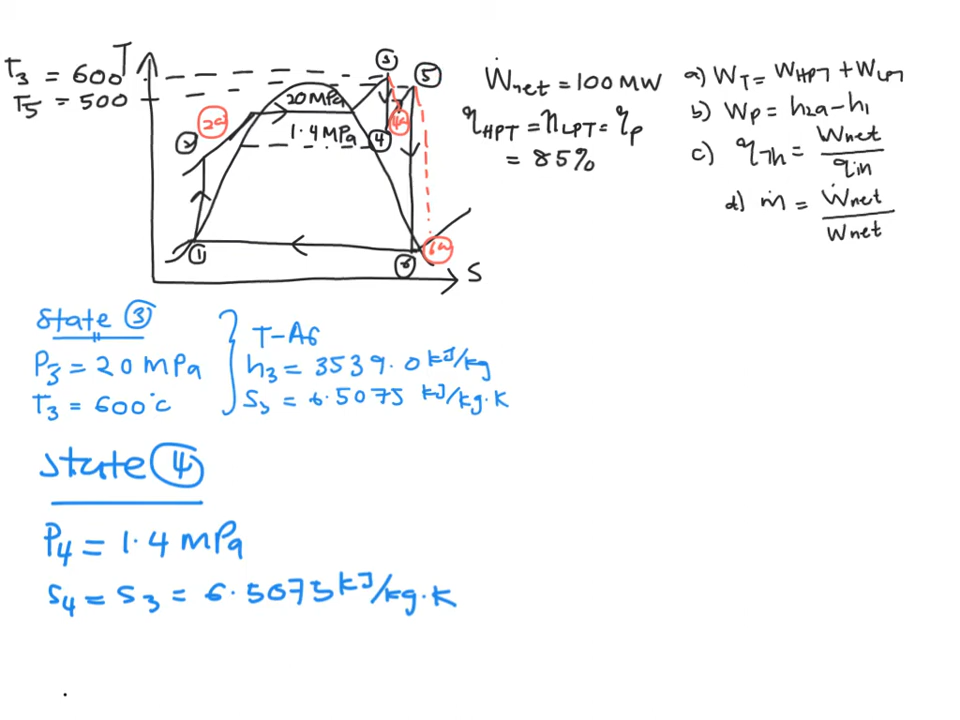 T
T3 = 600
T5 = 500
20 MPa
1.4 MPa
2
2a
3
4
4a
5
1
6
6a
S
Ẇnet = 100 MW
ηHPT = ηLPT = ηP
= 85%
a) WT = WHPT + WLPT
b) WP = h2a - h1
c) ηTh = Wnet / qin
d) ṁ = Ẇnet / Wnet
State 3
P3 = 20 MPa
T3 = 600°C
T-A6
h3 = 3539.0 kJ/kg
S3 = 6.5075 kJ/kg.K
State 4
P4 = 1.4 MPa
S4 = S3 = 6.5075 kJ/kg.K